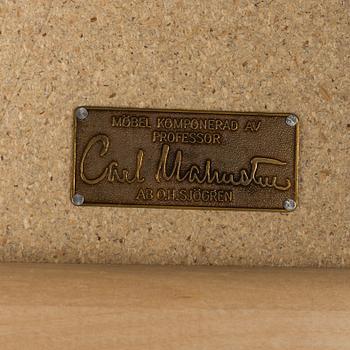 MÖBEL KOMPONERAD AV
PROFESSOR
Carl Malmsten
AB O.H. SJÖGREN